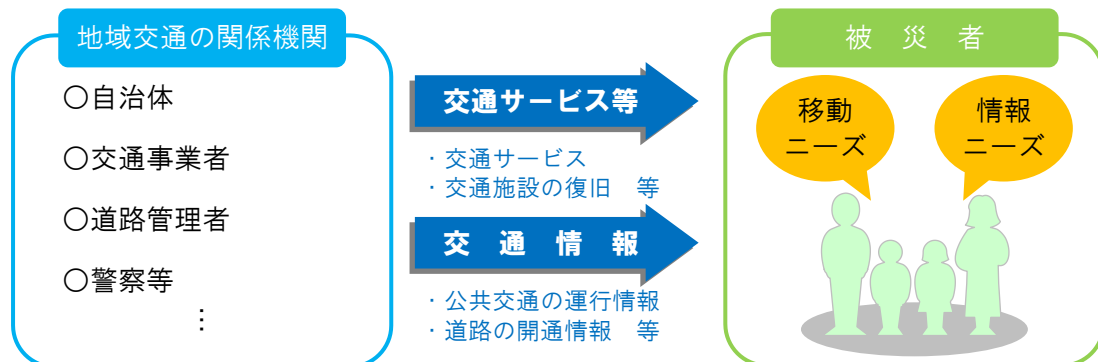 地域交通の関係機関
〇自治体
〇交通事業者
〇道路管理者
〇警察等
⋮
交通サービス等
・交通サービス
・交通施設の復旧　等
交　通　情　報
・公共交通の運行情報
・道路の開通情報　等
被　災　者
移動
ニーズ
情報
ニーズ